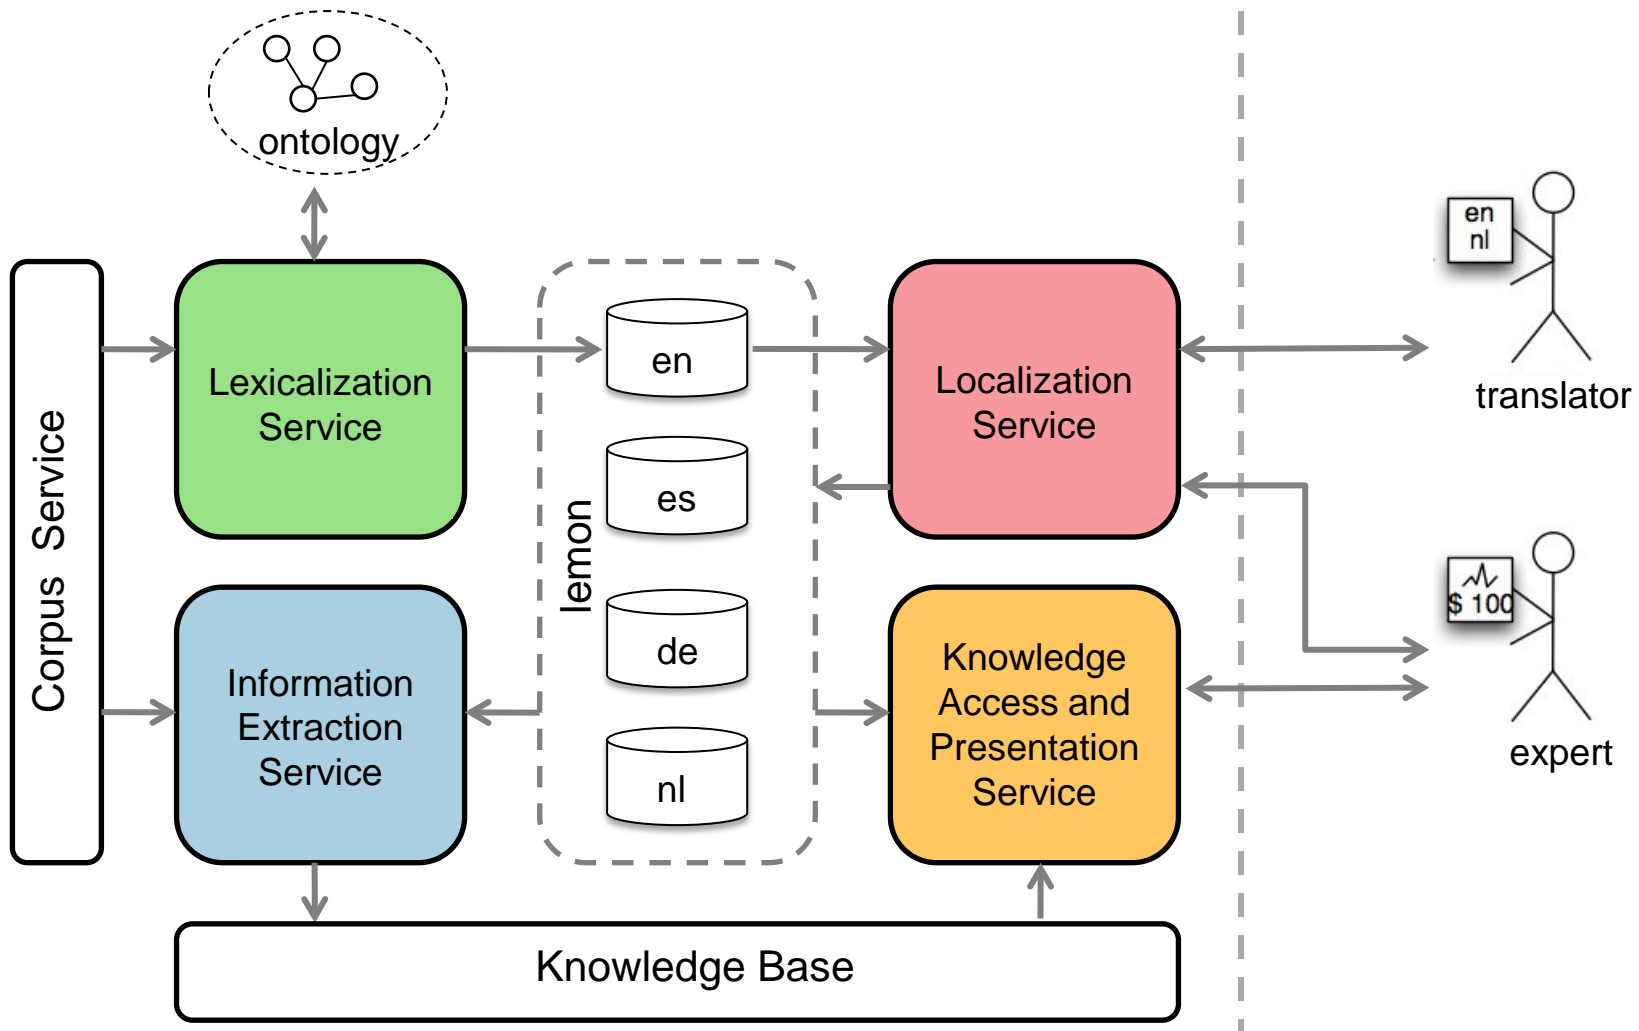 ontology
Corpus Service
Lexicalization
Service
lemon
en
es
de
nl
Localization
Service
en
nl
translator
Information
Extraction
Service
Knowledge
Access and
Presentation
Service
$ 100
expert
Knowledge Base